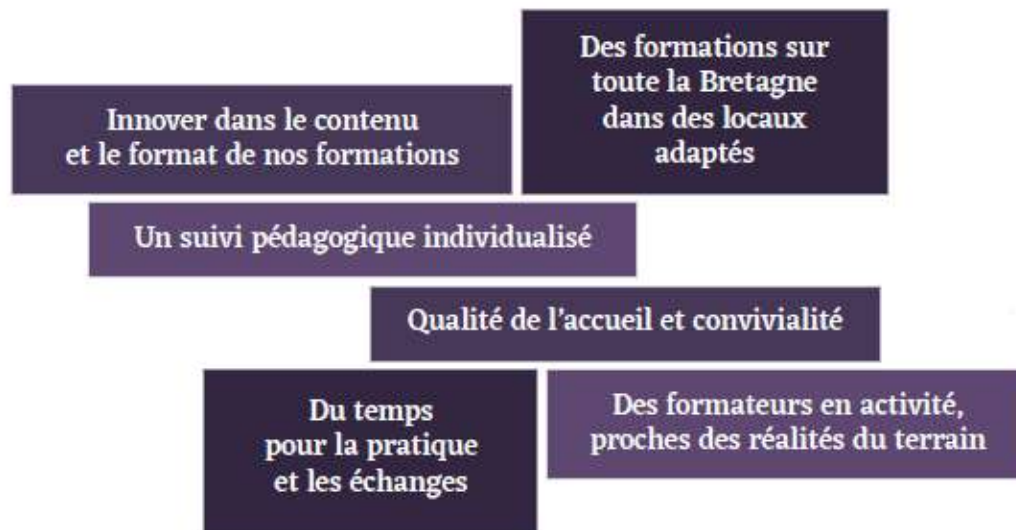 Des formations sur
toute la Bretagne
dans des locaux
adaptés
Innover dans le contenu
et le format de nos formations
Un suivi pédagogique individualisé
Qualité de l'accueil et convivialité
Du temps
pour la pratique
et les échanges
Des formateurs en activité,
proches des réalités du terrain